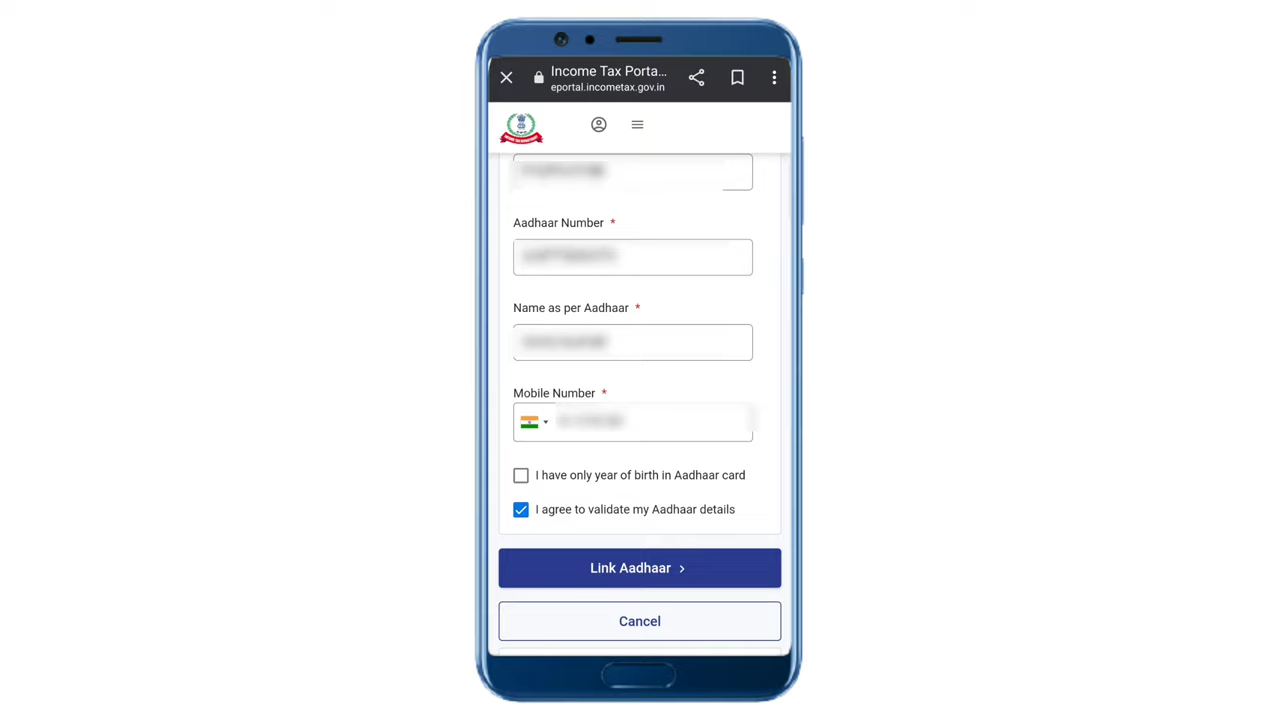 Income Tax Porta...
eportal.incometax.gov.in
Aadhaar Number *
Name as per Aadhaar *
Mobile Number *
I have only year of birth in Aadhaar card
I agree to validate my Aadhaar details
Link Aadhaar >
Cancel